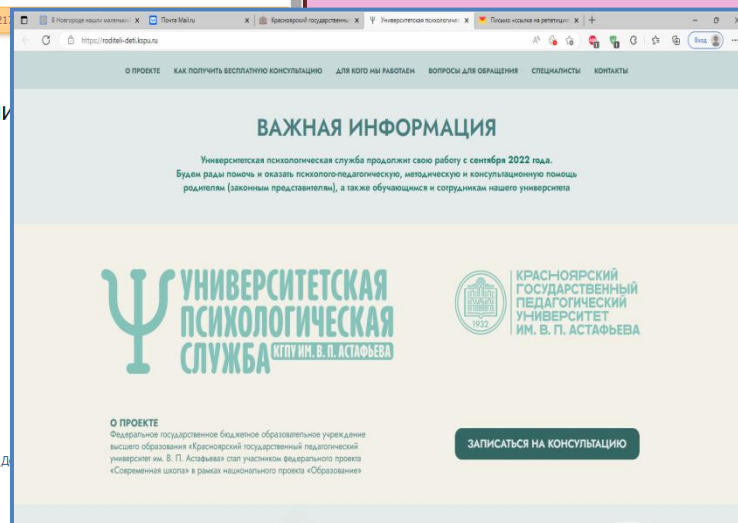 В Новгороде нашли маленьки
Почта Mail.ru
Красноярский государственны
Университетская психологичес
Письмо «ссылка на репетицию
https://roditeli-deti.kspu.ru
Вход
О ПРОЕКТЕ КАК ПОЛУЧИТЬ БЕСПЛАТНУЮ КОНСУЛЬТАЦИЮ ДЛЯ КОГО МЫ РАБОТАЕМ ВОПРОСЫ ДЛЯ ОБРАЩЕНИЯ СПЕЦИАЛИСТЫ КОНТАКТЫ
ВАЖНАЯ ИНФОРМАЦИЯ
Университетская психологическая служба продолжит свою работу с сентября 2022 года.
Будем рады помочь и оказать психолого-педагогическую, методическую и консультационную помощь
родителям (законным представителям), а также обучающимся и сотрудникам нашего университета
УНИВЕРСИТЕТСКАЯ
ПСИХОЛОГИЧЕСКАЯ
СЛУЖБА КГПУ ИМ. В. П. АСТАФЬЕВА
КРАСНОЯРСКИЙ
ГОСУДАРСТВЕННЫЙ
ПЕДАГОГИЧЕСКИЙ
УНИВЕРСИТЕТ
ИМ. В. П. АСТАФЬЕВА
1932
О ПРОЕКТЕ
Федеральное государственное бюджетное образовательное учреждение
высшего образования «Красноярский государственный педагогический
университет им. В. П. Астафьева» стал участником федерального проекта
«Современная школа» в рамках национального проекта «Образование»
ЗАПИСАТЬСЯ НА КОНСУЛЬТАЦИЮ